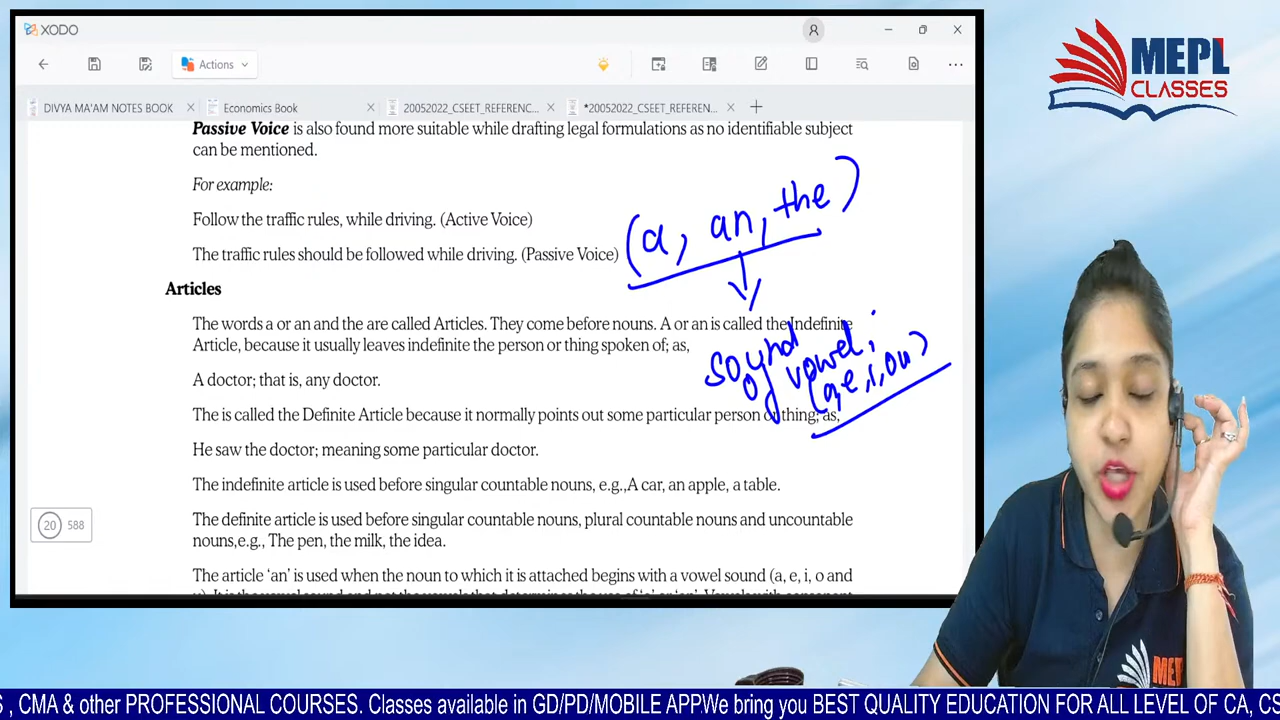 XODO
Actions
DIVYA MA'AM NOTES BOOK
Economics Book
20052022_CSEET_REFERENC...
*20052022_CSEET_REFEREN...
MEPL
CLASSES
Passive Voice is also found more suitable while drafting legal formulations as no identifiable subject
can be mentioned.
For example:
Follow the traffic rules, while driving. (Active Voice)
The traffic rules should be followed while driving. (Passive Voice)
(a, an, the)
Articles
The words a or an and the are called Articles. They come before nouns. A or an is called the Indefinite
Article, because it usually leaves indefinite the person or thing spoken of; as,
sound
of vowel;
(a,e,i,ou)
A doctor; that is, any doctor.
The is called the Definite Article because it normally points out some particular person or thing; as,
He saw the doctor; meaning some particular doctor.
The indefinite article is used before singular countable nouns, e.g.,A car, an apple, a table.
The definite article is used before singular countable nouns, plural countable nouns and uncountable
nouns,e.g., The pen, the milk, the idea.
20 588
The article ‘an’ is used when the noun to which it is attached begins with a vowel sound (a, e, i, o and
MEPL
S , CMA & other PROFESSIONAL COURSES. Classes available in GD/PD/MOBILE APPWe bring you BEST QUALITY EDUCATION FOR ALL LEVEL OF CA, CS